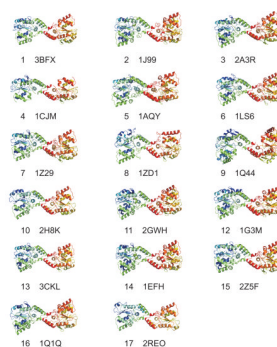 1 3BFX 2 1J99 3 2A3R
4 1CJM 5 1AQY 6 1LS6
7 1Z29 8 1ZD1 9 1Q44
10 2H8K 11 2GWH 12 1G3M
13 3CKL 14 1EFH 15 2Z5F
16 1Q1Q 17 2REO